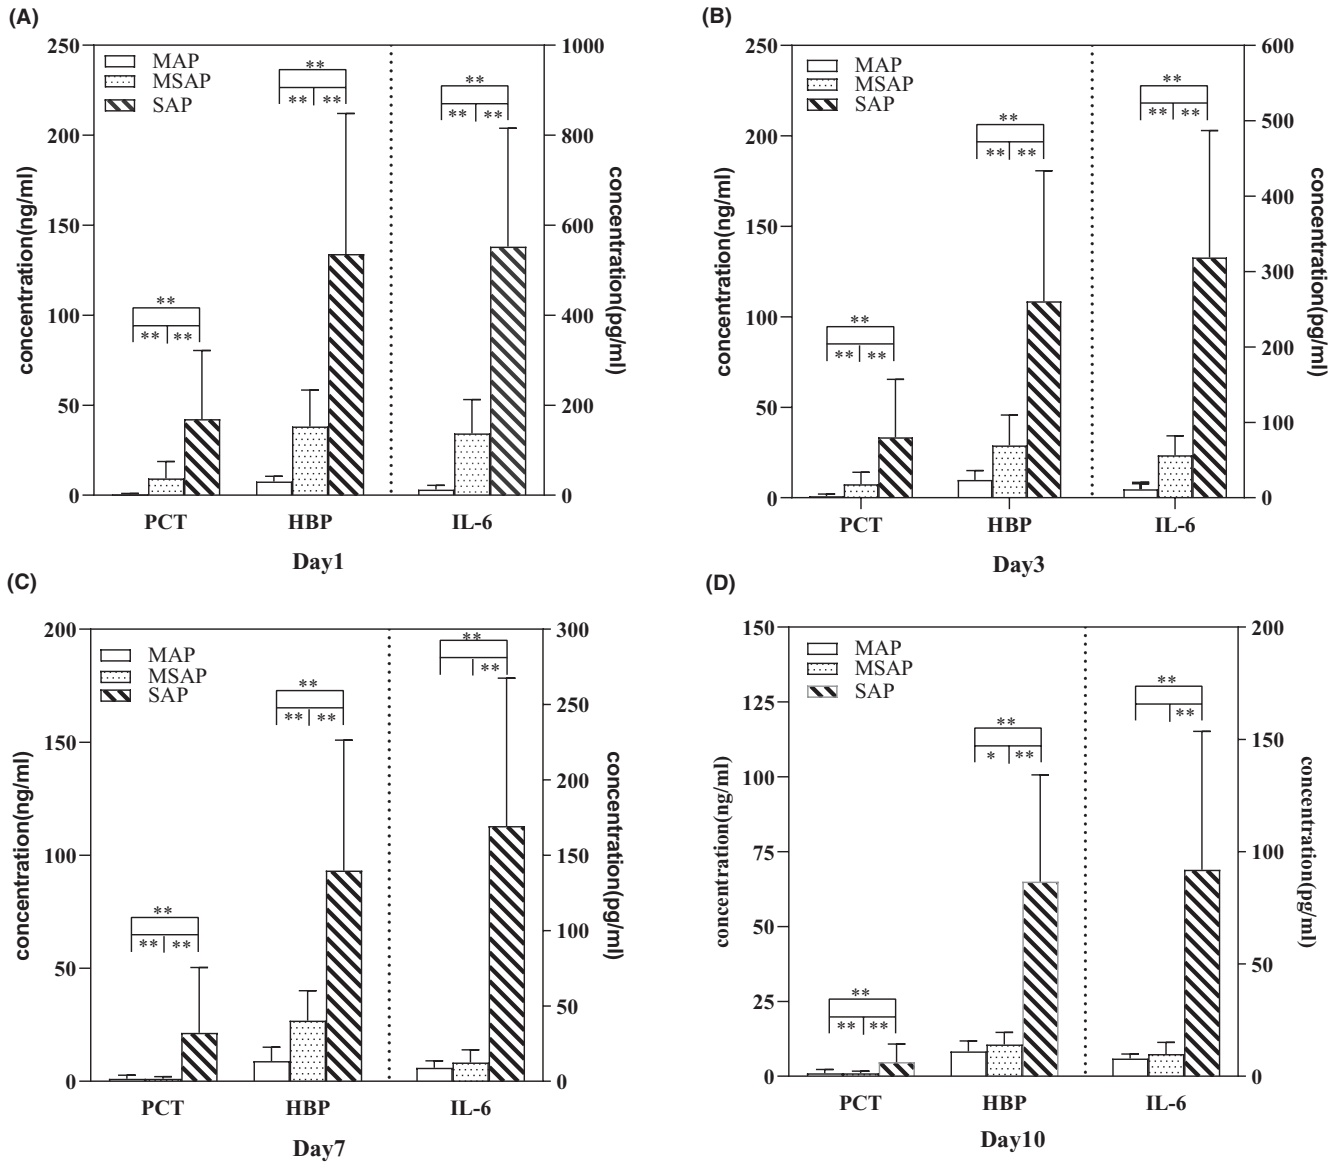 (A)
250
200
150
100
50
0
concentration(ng/ml)
MAP
MSAP
SAP
**
** **
**
** **
**
** **
1000
800
600
400
200
0
concentration(pg/ml)
PCT HBP IL-6
Day1
(B)
250
200
150
100
50
0
concentration(ng/ml)
MAP
MSAP
SAP
**
** **
**
** **
**
** **
600
500
400
300
200
100
0
concentration(pg/ml)
PCT HBP IL-6
Day3
(C)
200
150
100
50
0
concentration(ng/ml)
MAP
MSAP
SAP
**
** **
**
** **
**
**
300
250
200
150
100
50
0
concentration(pg/ml)
PCT HBP IL-6
Day7
(D)
150
125
100
75
50
25
0
concentration(ng/ml)
MAP
MSAP
SAP
**
** **
**
* **
**
**
200
150
100
50
0
concentration(pg/ml)
PCT HBP IL-6
Day10